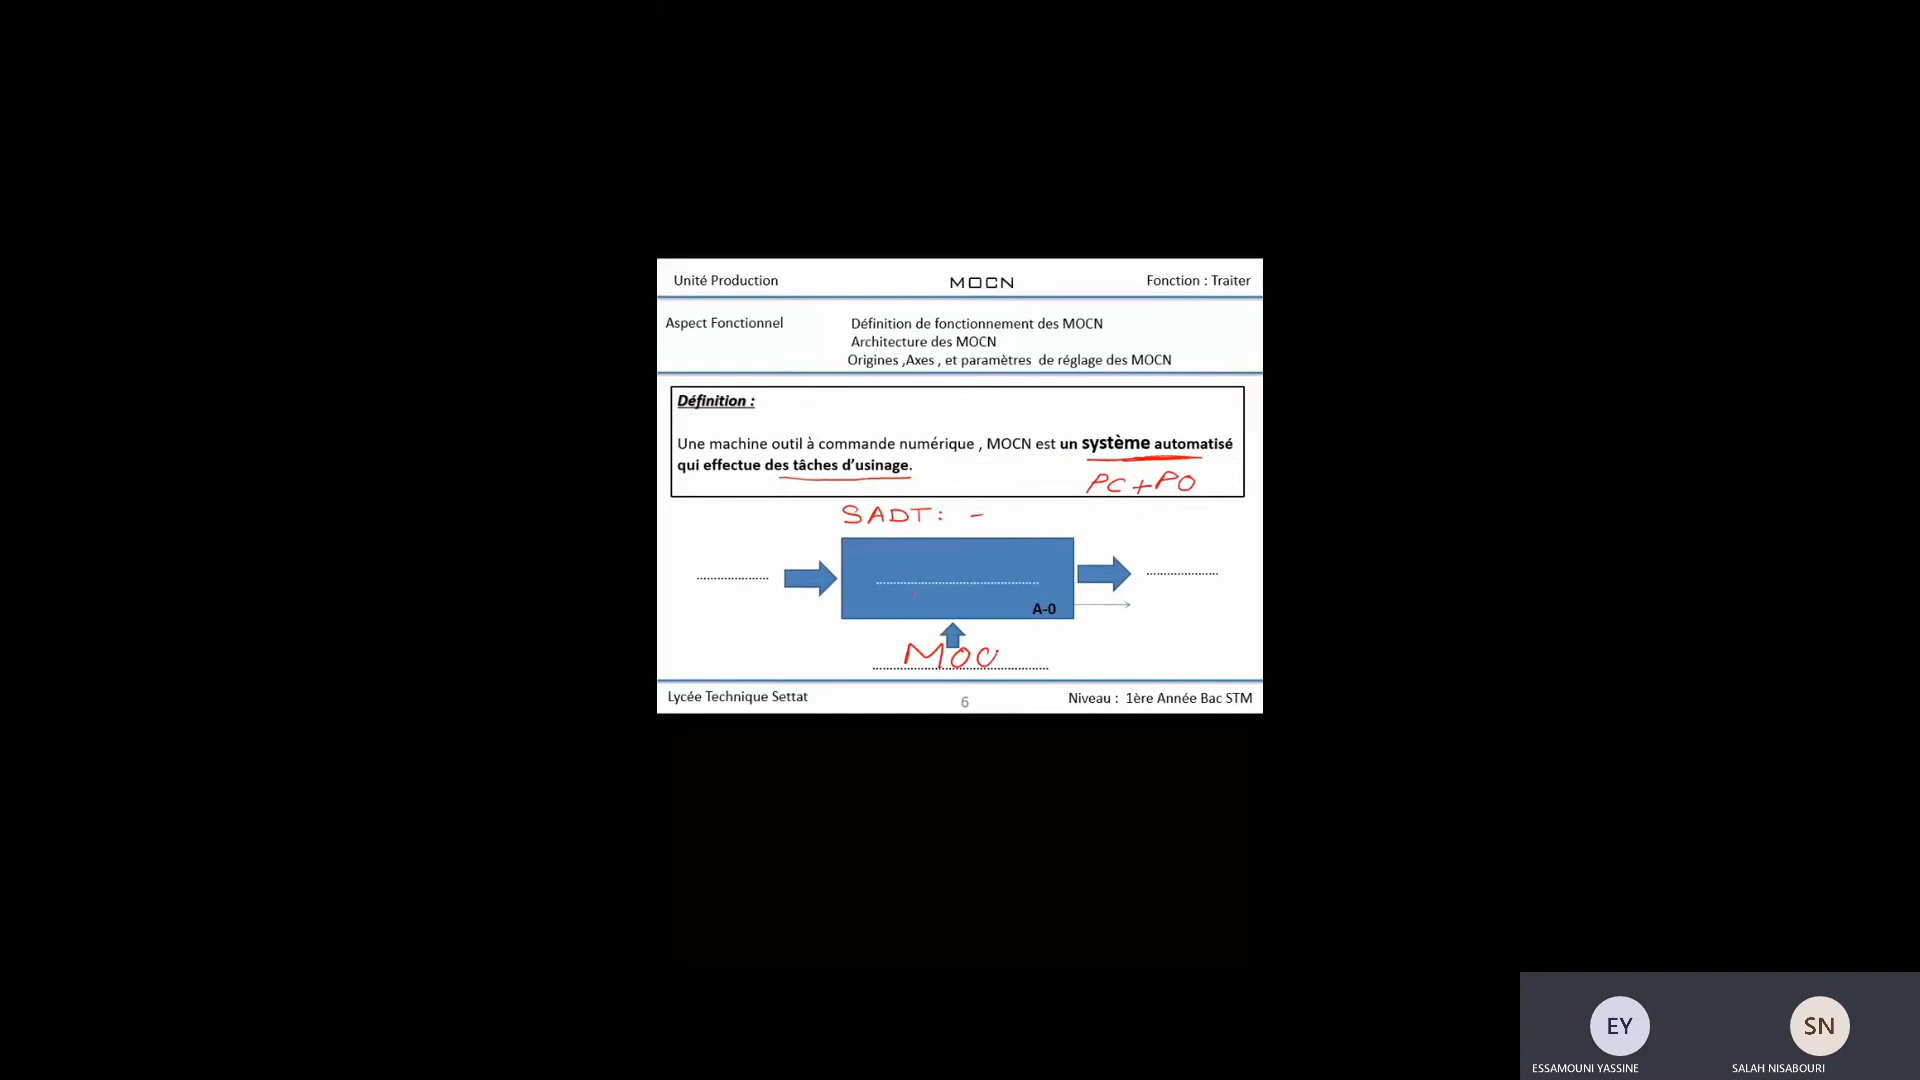 Unité Production MOCN Fonction : Traiter
Aspect Fonctionnel Définition de fonctionnement des MOCN
Architecture des MOCN
Origines ,Axes , et paramètres de réglage des MOCN
Définition :
Une machine outil à commande numérique , MOCN est un système automatisé
qui effectue des tâches d’usinage.
PC+PO
SADT: -
.................. ........................................ ..................
A-0
MOC
............................................
Lycée Technique Settat 6 Niveau : 1ère Année Bac STM
EY SN
ESSAMOUNI YASSINE SALAH NISABOURI